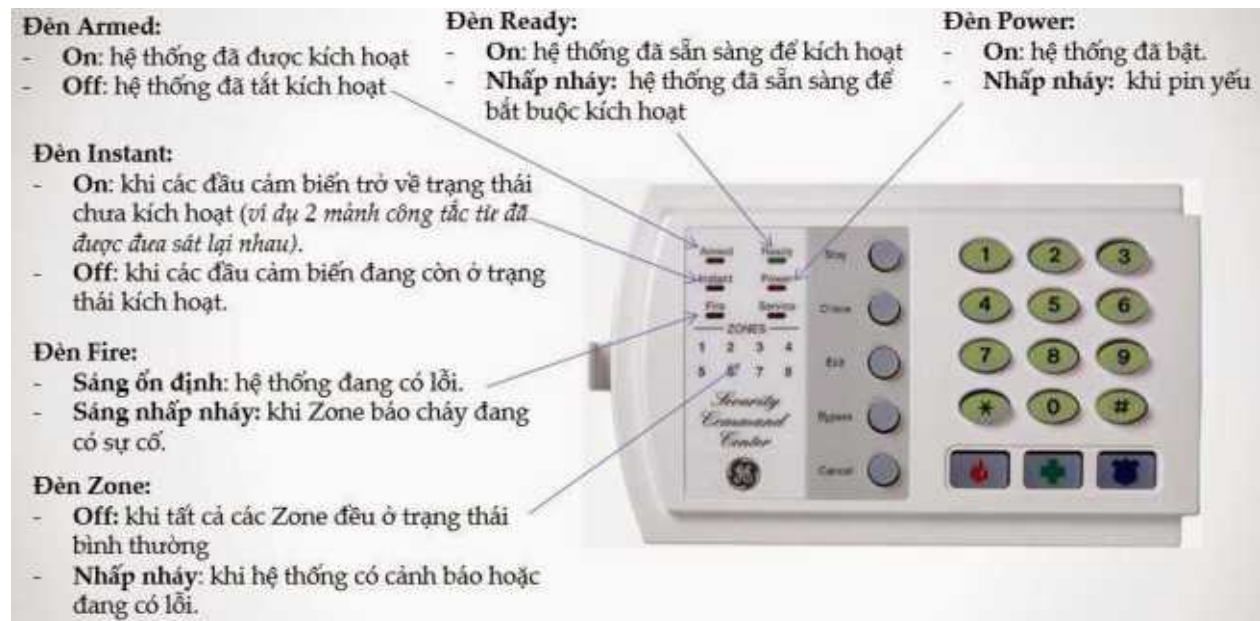 Đèn Armed:
- On: hệ thống đã được kích hoạt
- Off: hệ thống đã tắt kích hoạt
Đèn Ready:
- On: hệ thống đã sẵn sàng để kích hoạt
- Nhấp nháy: hệ thống đã sẵn sàng để
bắt buộc kích hoạt
Đèn Power:
- On: hệ thống đã bật.
- Nhấp nháy: khi pin yếu
Đèn Instant:
- On: khi các đầu cảm biến trở về trạng thái
chưa kích hoạt (ví dụ 2 mảnh công tắc từ đã
được đưa sát lại nhau).
- Off: khi các đầu cảm biến đang còn ở trạng
thái kích hoạt.
Đèn Fire:
- Sáng ổn định: hệ thống đang có lỗi.
- Sáng nhấp nháy: khi Zone báo cháy đang
có sự cố.
Đèn Zone:
- Off: khi tất cả các Zone đều ở trạng thái
bình thường
- Nhấp nháy: khi hệ thống có cảnh báo hoặc
đang có lỗi.
Armed Ready
Instant Power
Fire Service
ZONES
1 2 3 4
5 6 7 8
Security
Command
Center
GE
Stay
Exit
Bypass
Cancel
1 2 3
4 5 6
7 8 9
* 0 #